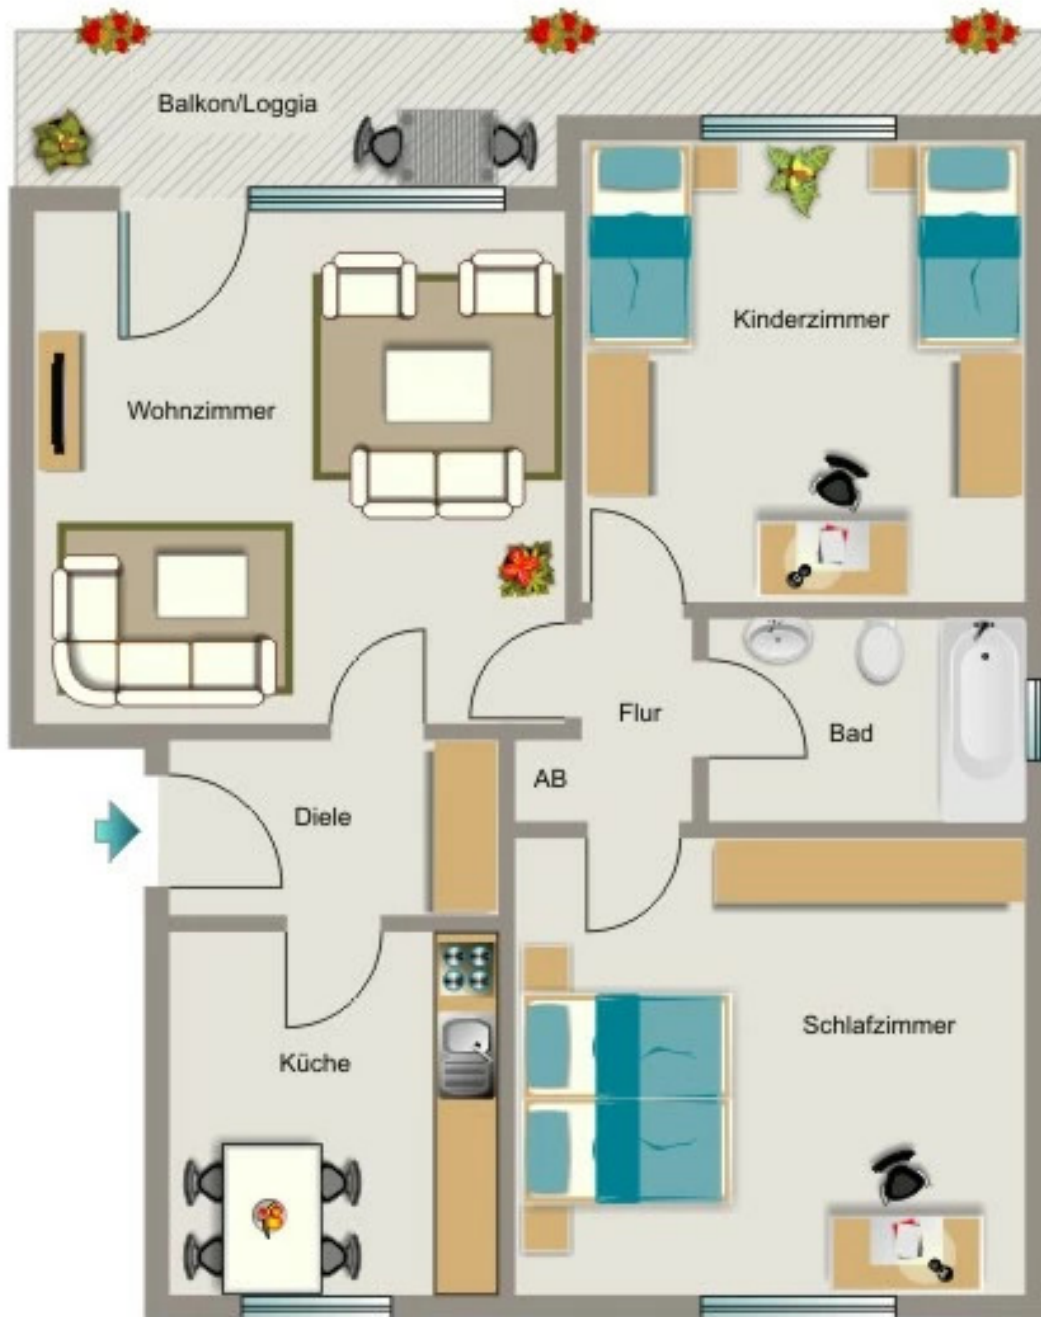 Balkon/Loggia
Kinderzimmer
Wohnzimmer
Flur
Bad
AB
Diele
Schlafzimmer
Küche